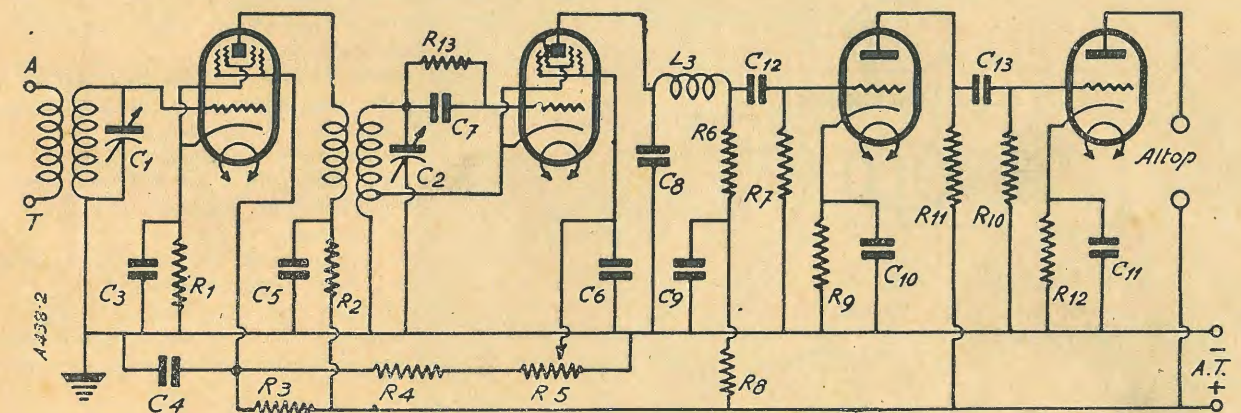 A
T
C1
R13
C7
C2
L3
C12
C13
R6
C8
R7
R11
R10
Altop
C3
R1
C5
R2
C6
C9
R9
C10
R12
C11
A438-2
C4
R3
R4
R5
R8
−
A.T.
+